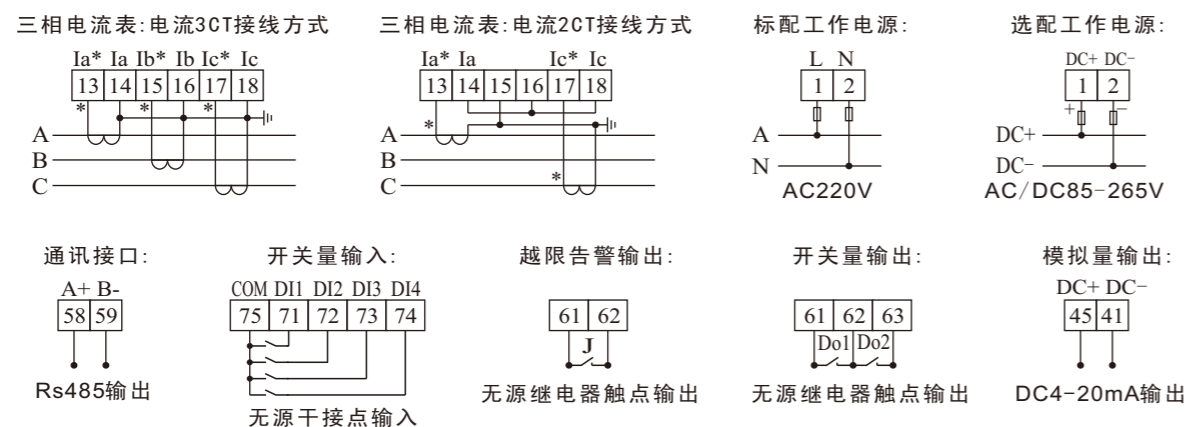 三相电流表:电流3CT接线方式
Ia* Ia Ib* Ib Ic* Ic
13 14 15 16 17 18
* * *
A
B
C
三相电流表:电流2CT接线方式
Ia* Ia Ic* Ic
13 14 15 16 17 18
*
A
B
*
C
标配工作电源:
L N
1 2
A
N
AC220V
选配工作电源:
DC+ DC-
1 2
+ -
DC+
DC-
AC/DC85-265V
通讯接口:
A+ B-
58 59
Rs485输出
开关量输入:
COM DI1 DI2 DI3 DI4
75 71 72 73 74
无源干接点输入
越限告警输出:
61 62
J
无源继电器触点输出
开关量输出:
61 62 63
Do1 Do2
无源继电器触点输出
模拟量输出:
DC+ DC-
45 41
DC4-20mA输出